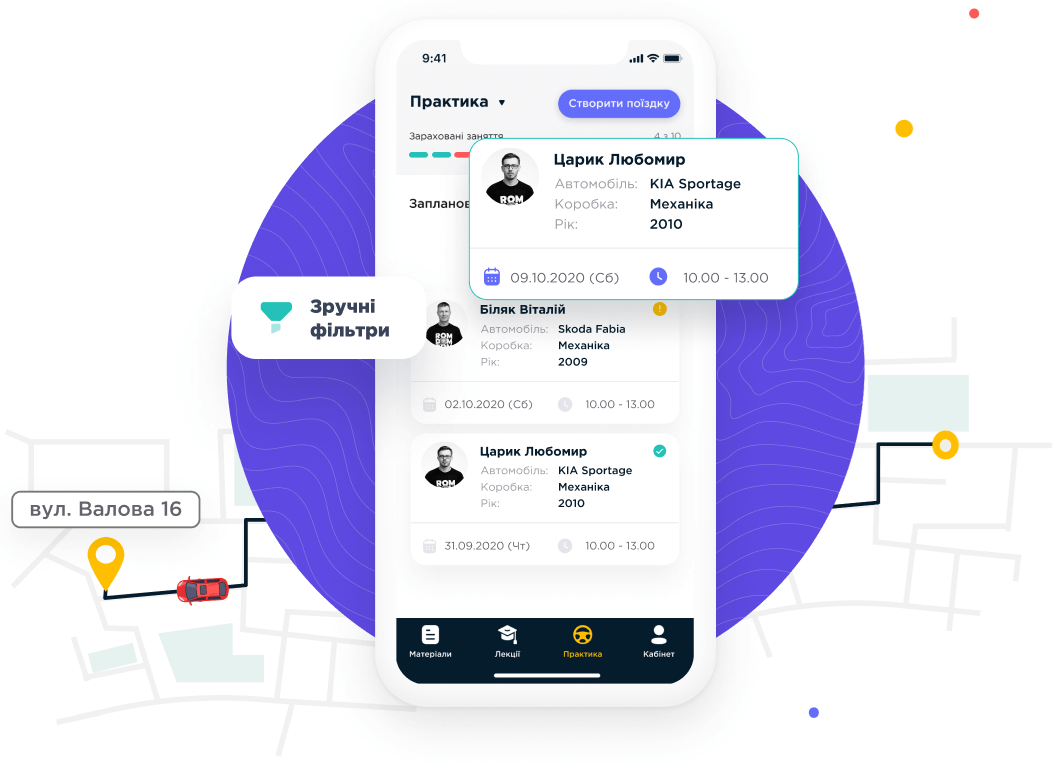 9:41
Практика
Створити поїздку
Зараховані заняття
4 з 10
Царик Любомир
Автомобіль: KIA Sportage
Коробка: Механіка
Рік: 2010
ROM
09.10.2020 (Сб)
10.00 - 13.00
Зручні
фільтри
Біляк Віталій
Автомобіль: Skoda Fabia
Коробка: Механіка
Рік: 2009
ROM
02.10.2020 (Сб)
10.00 - 13.00
Царик Любомир
Автомобіль: KIA Sportage
Коробка: Механіка
Рік: 2010
ROM
31.09.2020 (Чт)
10.00 - 13.00
вул. Валова 16
Матеріали
Лекції
Практика
Кабінет